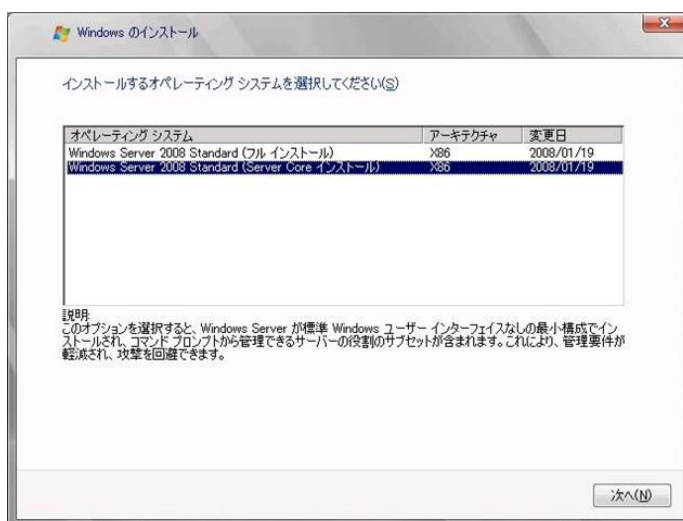 Windows のインストール
インストールするオペレーティング システムを選択してください(S)
オペレーティング システム アーキテクチャ 変更日
Windows Server 2008 Standard (フル インストール) X86 2008/01/19
Windows Server 2008 Standard (Server Core インストール) X86 2008/01/19
説明:
このオプションを選択すると、Windows Server が標準 Windows ユーザー インターフェイスなしの最小構成でイン
ストールされ、コマンド プロンプトから管理できるサーバーの役割のサブセットが含まれます。これにより、管理要件が
軽減され、攻撃を回避できます。
次へ(N)